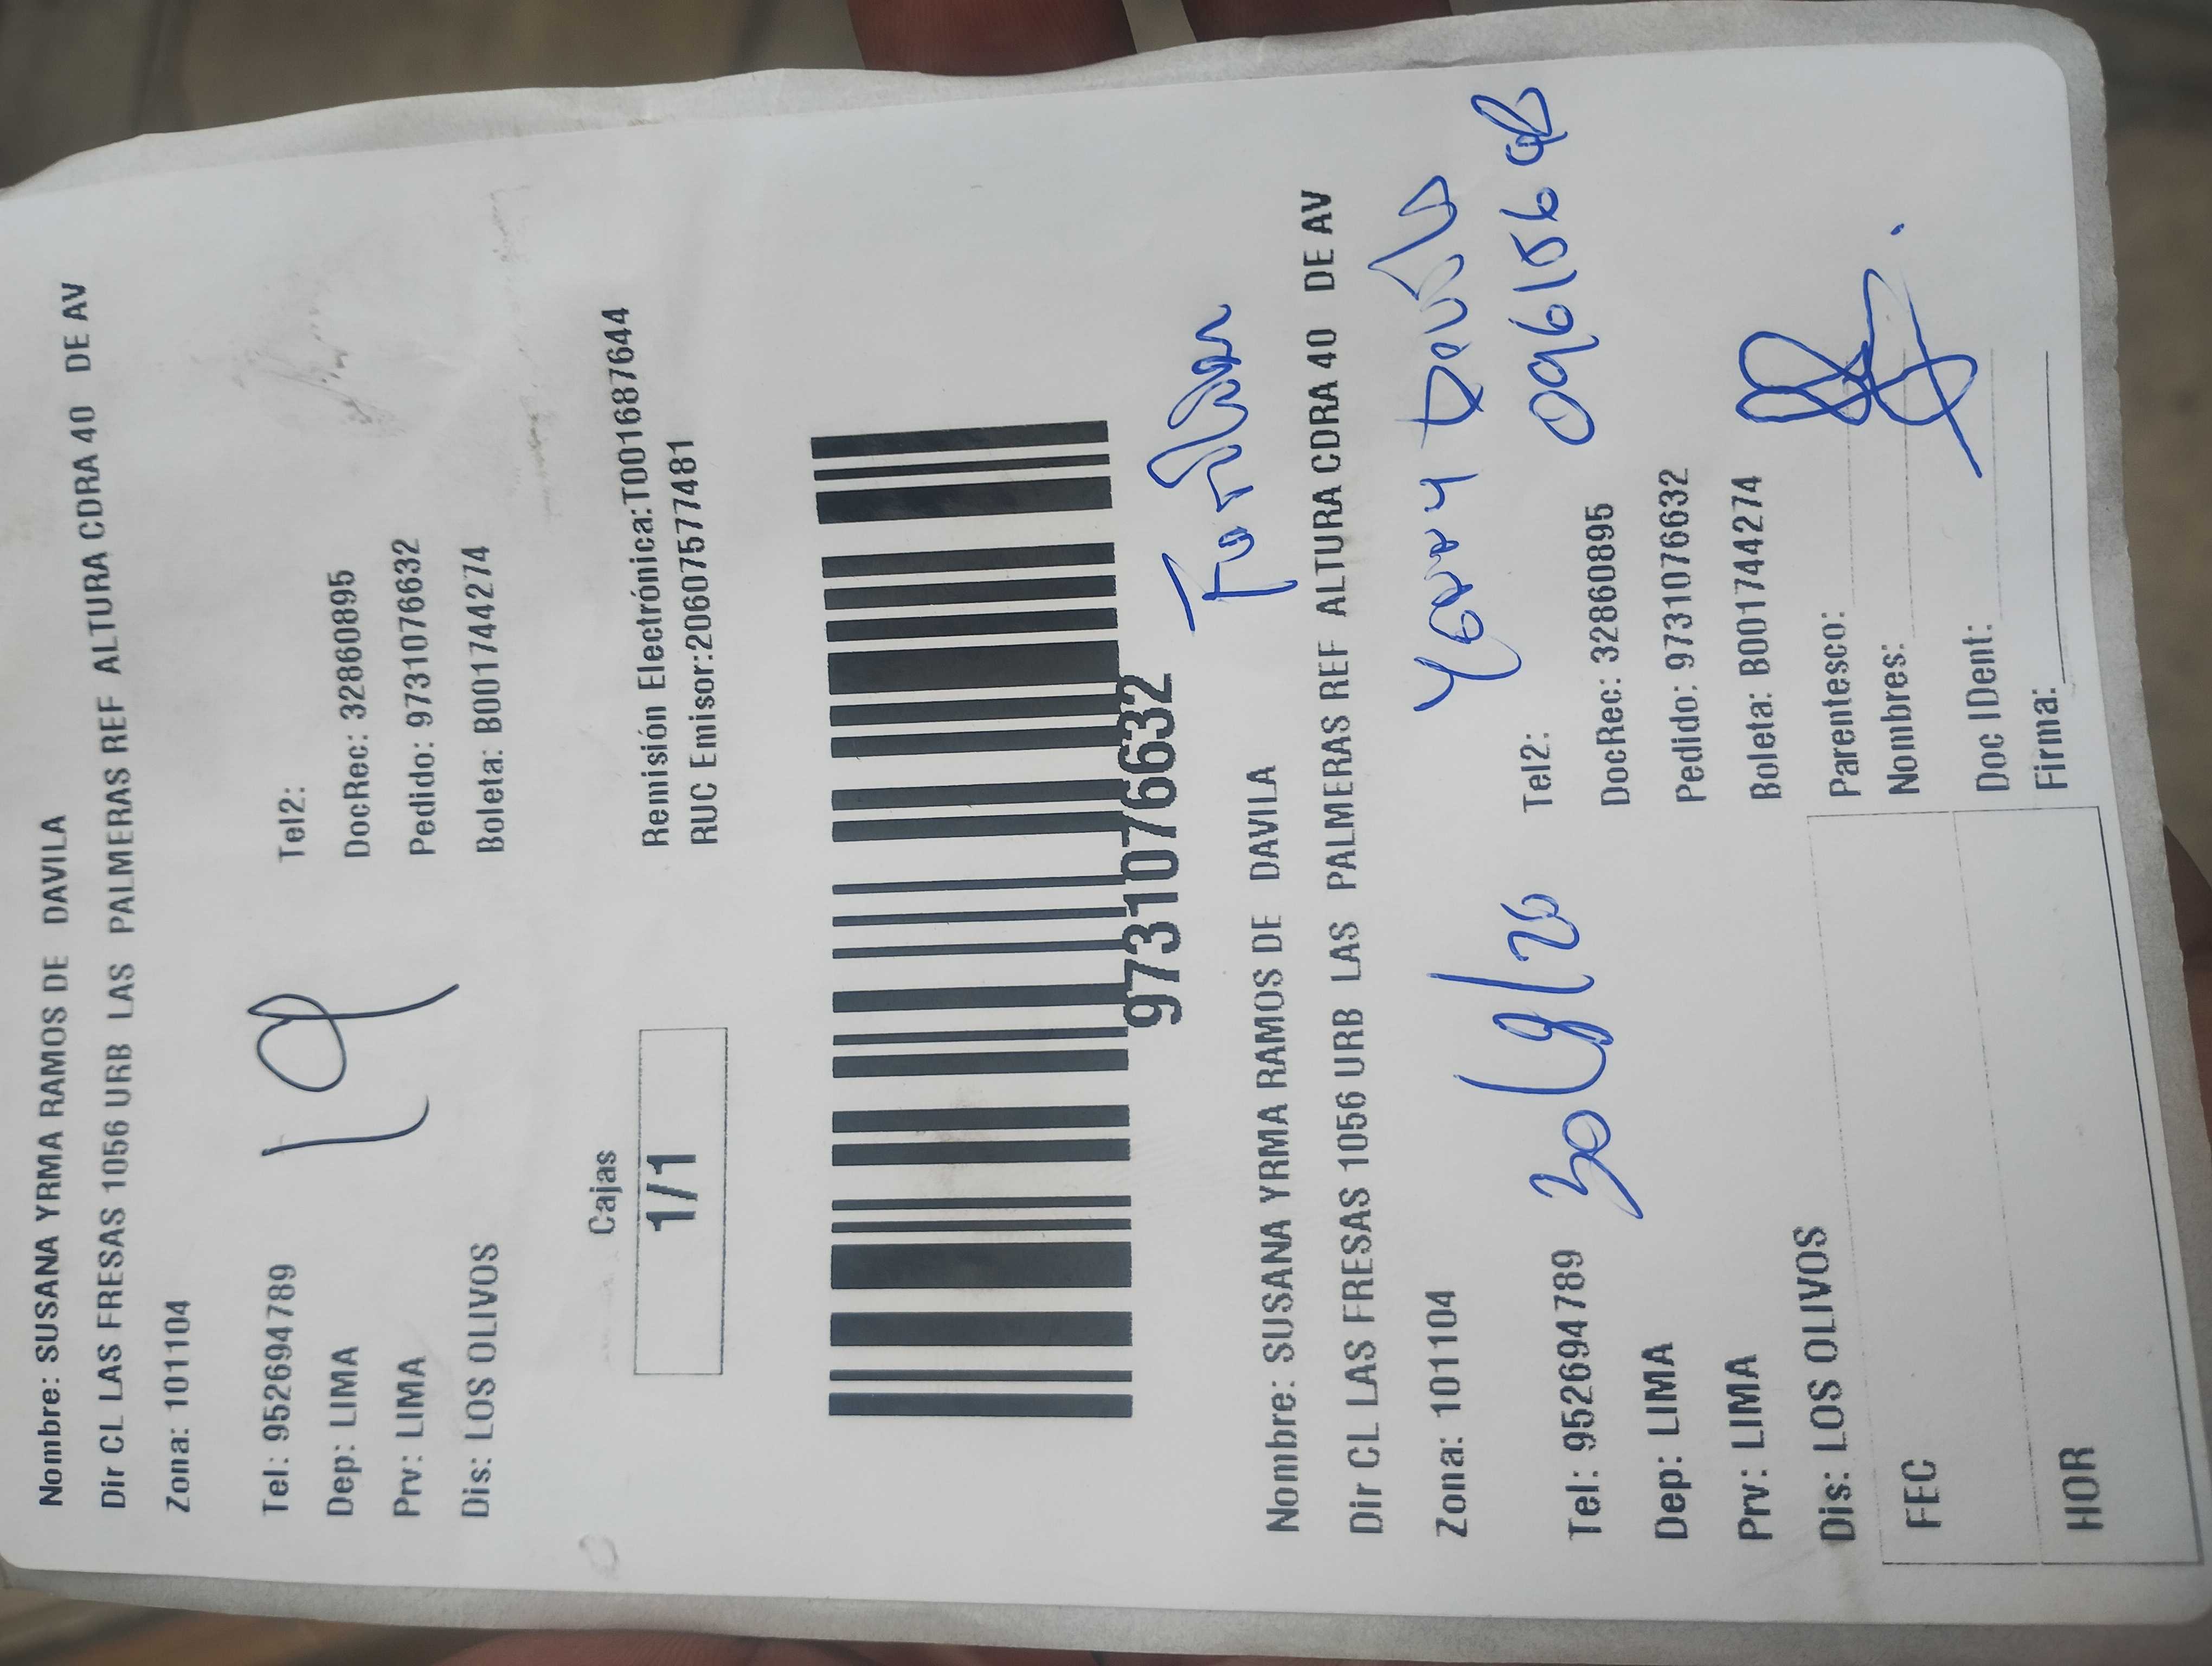 Nombre: SUSANA YRMA RAMOS DE DAVILA
Dir CL LAS FRESAS 1056 URB LAS PALMERAS REF ALTURA CDRA 40 DE AV
Zona: 101104
Tel: 952694789 Tel2:
Dep: LIMA DocRec: 32860895
19
Prv: LIMA Pedido: 9731076632
Dis: LOS OLIVOS Boleta: B001744274
Cajas
1/1
Remisión Electrónica:T00168 7644
RUC Emisor:20607577481
9731076632
Nombre: SUSANA YRMA RAMOS DE DAVILA
Dir CL LAS FRESAS 1056 URB LAS PALMERAS REF ALTURA CDRA 40 DE AV
Zona: 101104
Tel: 952694789 Tel2:
Dep: LIMA DocRec: 32860895
Prv: LIMA Pedido: 9731076632
Dis: LOS OLIVOS Boleta: B001744274
FEC
HOR
Parentesco:
Nombres:
Doc IDent:
Firma: